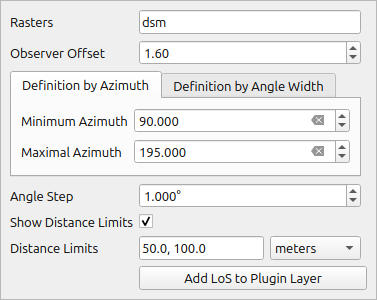 Rasters dsm
Observer Offset 1.60
Definition by Azimuth Definition by Angle Width
Minimum Azimuth 90.000
Maximal Azimuth 195.000
Angle Step 1.000°
Show Distance Limits
Distance Limits 50.0, 100.0 meters
Add LoS to Plugin Layer